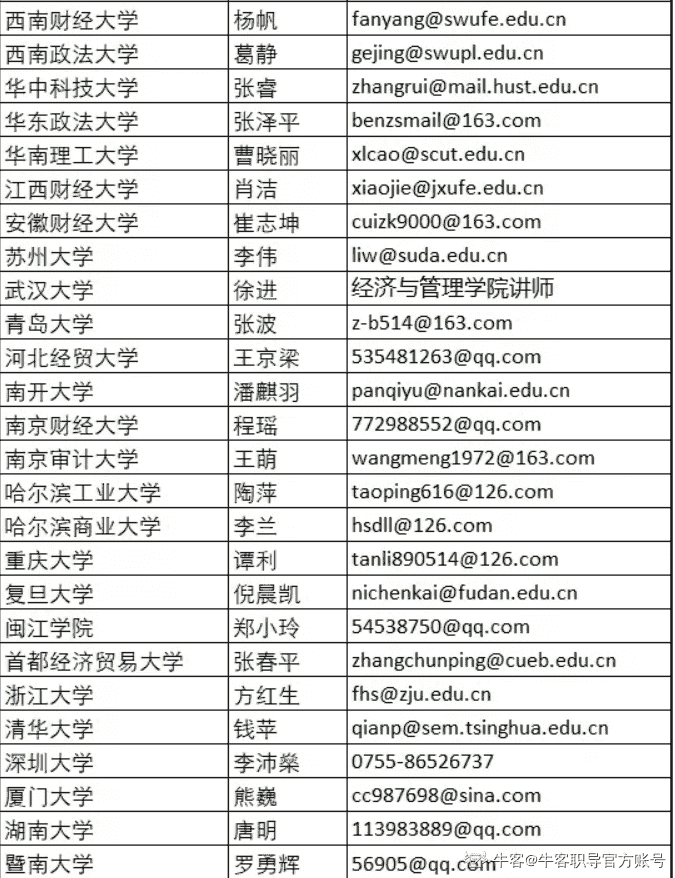 西南财经大学 杨帆 fanyang@swufe.edu.cn
西南政法大学 葛静 gejing@swupl.edu.cn
华中科技大学 张睿 zhangrui@mail.hust.edu.cn
华东政法大学 张泽平 benzsmail@163.com
华南理工大学 曹晓丽 xlcao@scut.edu.cn
江西财经大学 肖洁 xiaojie@jxufe.edu.cn
安徽财经大学 崔志坤 cuizk9000@163.com
苏州大学 李伟 liw@suda.edu.cn
武汉大学 徐进 经济与管理学院讲师
青岛大学 张波 z-b514@163.com
河北经贸大学 王京梁 535481263@qq.com
南开大学 潘麒羽 panqiyu@nankai.edu.cn
南京财经大学 程瑶 772988552@qq.com
南京审计大学 王萌 wangmeng1972@163.com
哈尔滨工业大学 陶萍 taoping616@126.com
哈尔滨商业大学 李兰 hsdll@126.com
重庆大学 谭利 tanli890514@126.com
复旦大学 倪晨凯 nichenkai@fudan.edu.cn
闽江学院 郑小玲 54538750@qq.com
首都经济贸易大学 张春平 zhangchunping@cueb.edu.cn
浙江大学 方红生 fhs@zju.edu.cn
清华大学 钱苹 qianp@sem.tsinghua.edu.cn
深圳大学 李沛燊 0755-86526737
厦门大学 熊巍 cc987698@sina.com
湖南大学 唐明 113983889@qq.com
暨南大学 罗勇辉 56905@qq.com
牛客@牛客职导官方账号